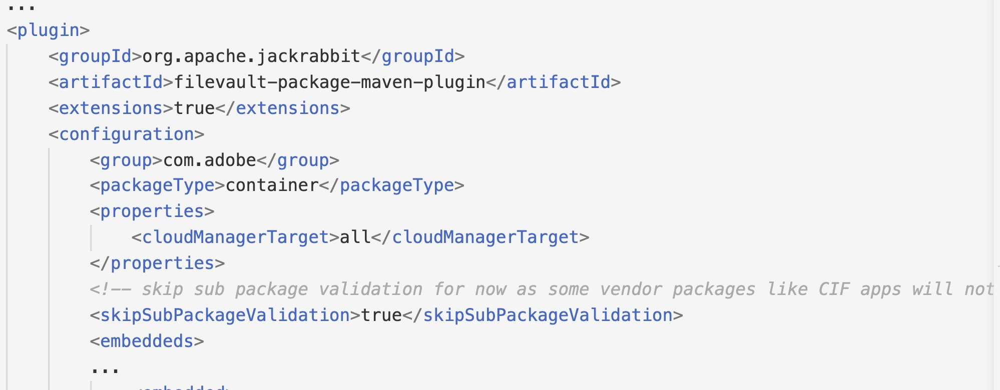 ...
<plugin>
<groupId>org.apache.jackrabbit</groupId>
<artifactId>filevault-package-maven-plugin</artifactId>
<extensions>true</extensions>
<configuration>
<group>com.adobe</group>
<packageType>container</packageType>
<properties>
<cloudManagerTarget>all</cloudManagerTarget>
</properties>
<!-- skip sub package validation for now as some vendor packages like CIF apps will not
<skipSubPackageValidation>true</skipSubPackageValidation>
<embeddeds>
...
<embedded>